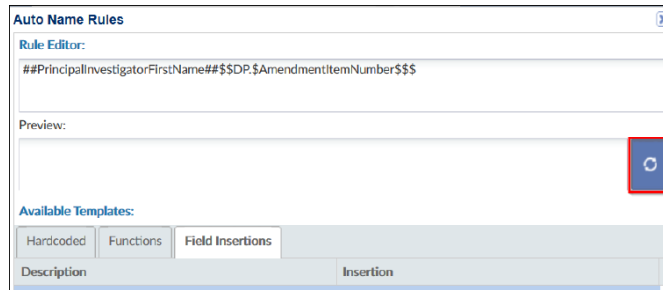 Auto Name Rules
Rule Editor:
##PrincipalInvestigatorFirstName##$$DP.$AmendmentItemNumber$$$
Preview:
Available Templates:
Hardcoded Functions Field Insertions
Description Insertion